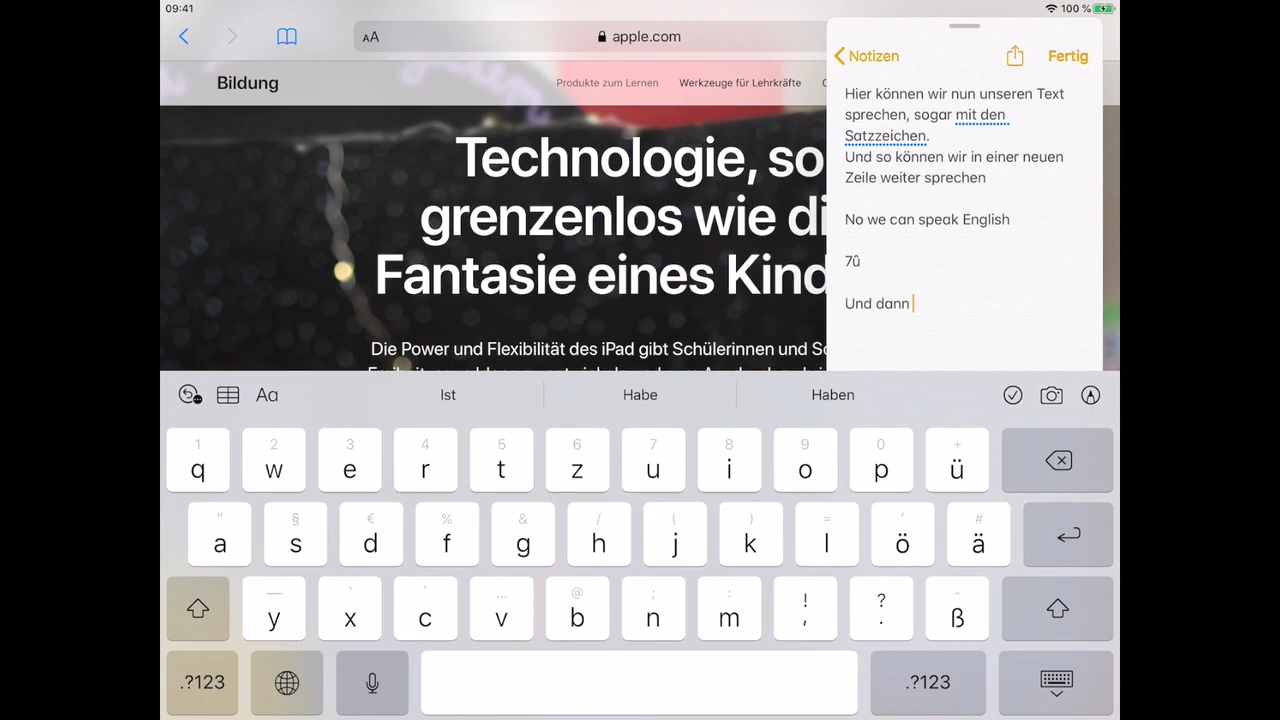 09:41
100 %
AA
apple.com
Bildung
Produkte zum Lernen
Werkzeuge für Lehrkräfte
Technologie, so
grenzenlos wie di
Fantasie eines Kind
Die Power und Flexibilität des iPad gibt Schülerinnen und Sc
Notizen
Fertig
Hier können wir nun unseren Text
sprechen, sogar mit den
Satzzeichen.
Und so können wir in einer neuen
Zeile weiter sprechen
No we can speak English
7û
Und dann
Aa
Ist
Habe
Haben
1 2 3 4 5 6 7 8 9 0 +
q w e r t z u i o p ü
" § € % & / ( ) = ' #
a s d f g h j k l ö ä
— ` ´ ... @ ; : ! ? -
y x c v b n m , . ß
.?123
.?123